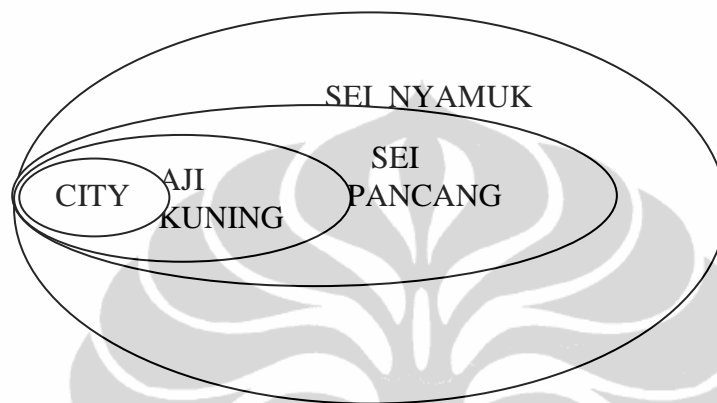 SEI NYAMUK
SEI
PANCANG
AJI
KUNING
CITY